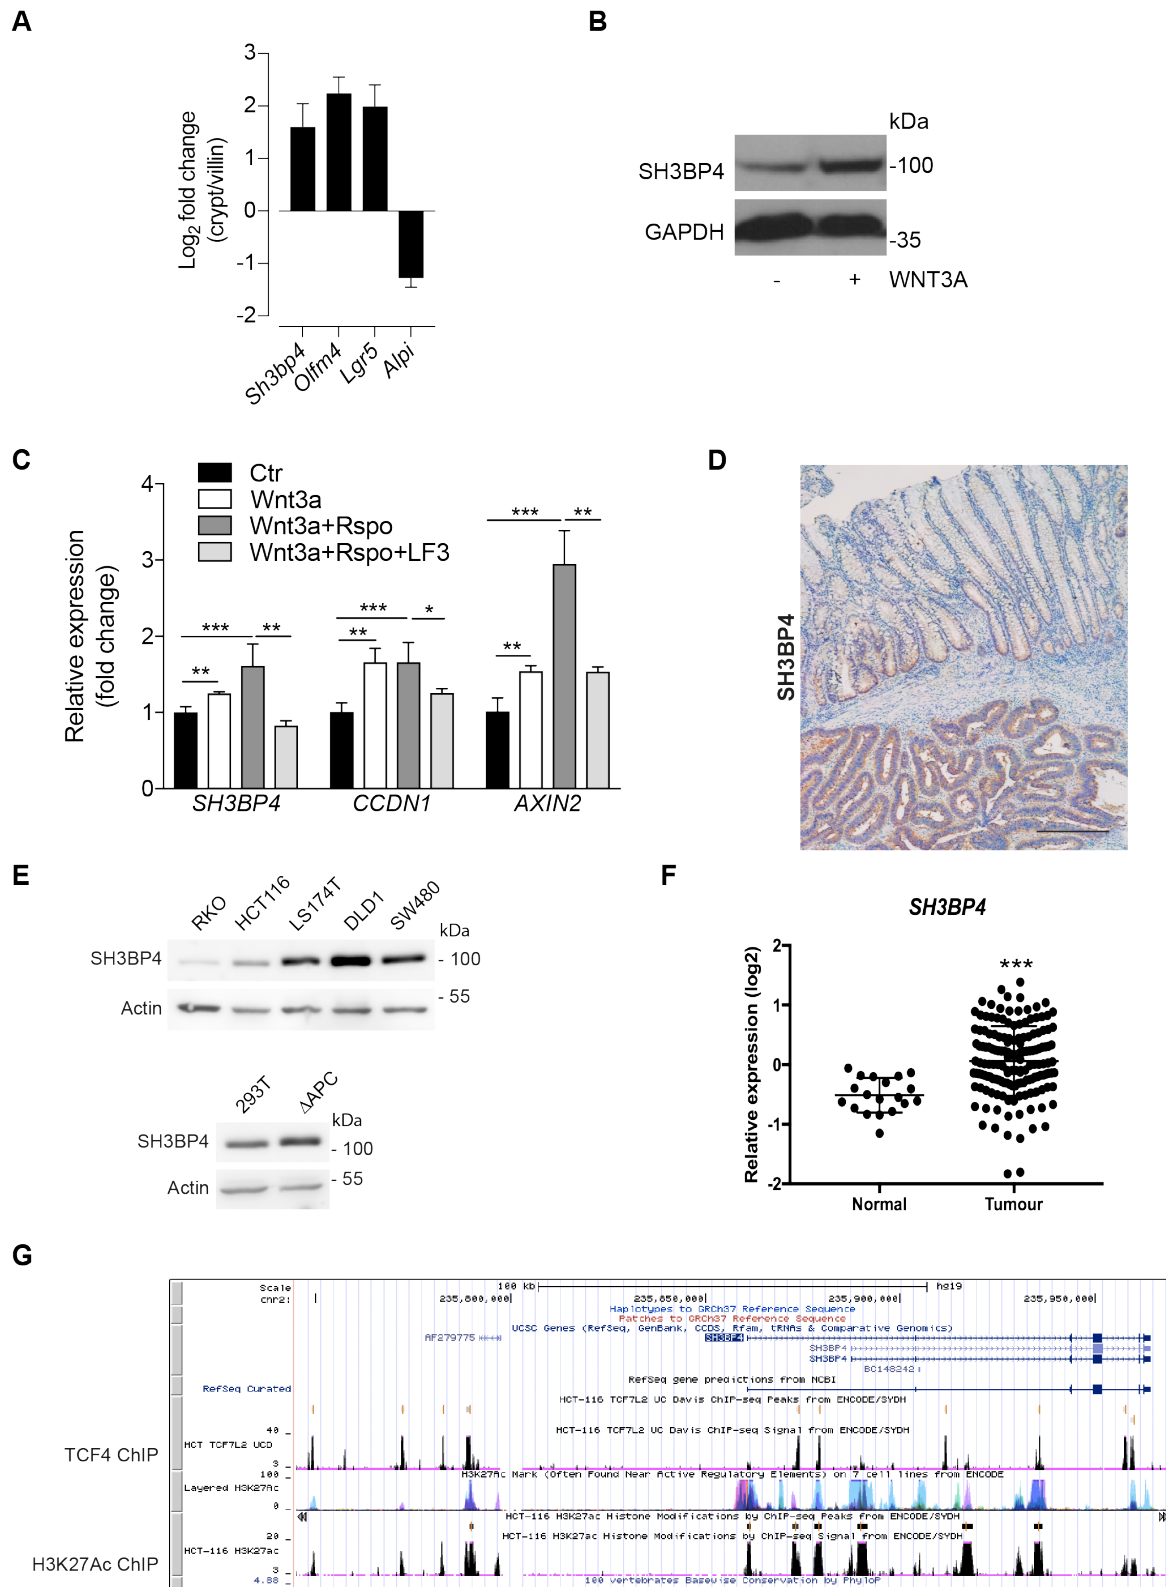 A
3
2
1
0
-1
-2
Log2 fold change
(crypt/villin)
Sh3bp4
Olfm4
Lgr5
Alpi
B
kDa
SH3BP4
-100
GAPDH
-35
- + WNT3A
C
Ctr
Wnt3a
Wnt3a+Rspo
Wnt3a+Rspo+LF3
4
3
2
1
0
Relative expression
(fold change)
*** **
**
*** *
**
*** **
**
SH3BP4 CCDN1 AXIN2
D
SH3BP4
E
RKO HCT116 LS174T DLD1 SW480
kDa
SH3BP4
- 100
- 55
Actin
293T ΔAPC
kDa
SH3BP4
- 100
- 55
Actin
F
SH3BP4
***
2
1
0
-1
-2
Relative expression (log2)
Normal Tumour
G
Scale 100 kb hg19
chr2: 235,800,000 235,850,000 235,900,000 235,950,000
Haplotypes to GRCh37 Reference Sequence
Patches to GRCh37 Reference Sequence
UCSC Genes (RefSeq, GenBank, CCDS, Rfam, tRNAs & Comparative Genomics)
AF279775 SH3BP4
SH3BP4
SH3BP4
BC148242
RefSeq gene predictions from NCBI
RefSeq Curated
HCT-116 TCF7L2 UC Davis ChIP-seq Peaks from ENCODE/SYDH
HCT-116 TCF7L2 UC Davis ChIP-seq Signal from ENCODE/SYDH
40
HCT TCF7L2 UCD
TCF4 ChIP
3
H3K27Ac Mark (Often Found Near Active Regulatory Elements) on 7 cell lines from ENCODE
100
Layered H3K27Ac
0
HCT-116 H3K27ac Histone Modifications by ChIP-seq Peaks from ENCODE/SYDH
HCT-116 H3K27ac Histone Modifications by ChIP-seq Signal from ENCODE/SYDH
20
HCT-116 H3K27ac
H3K27Ac ChIP
3
4.88
100 vertebrates Basewise Conservation by PhyloP